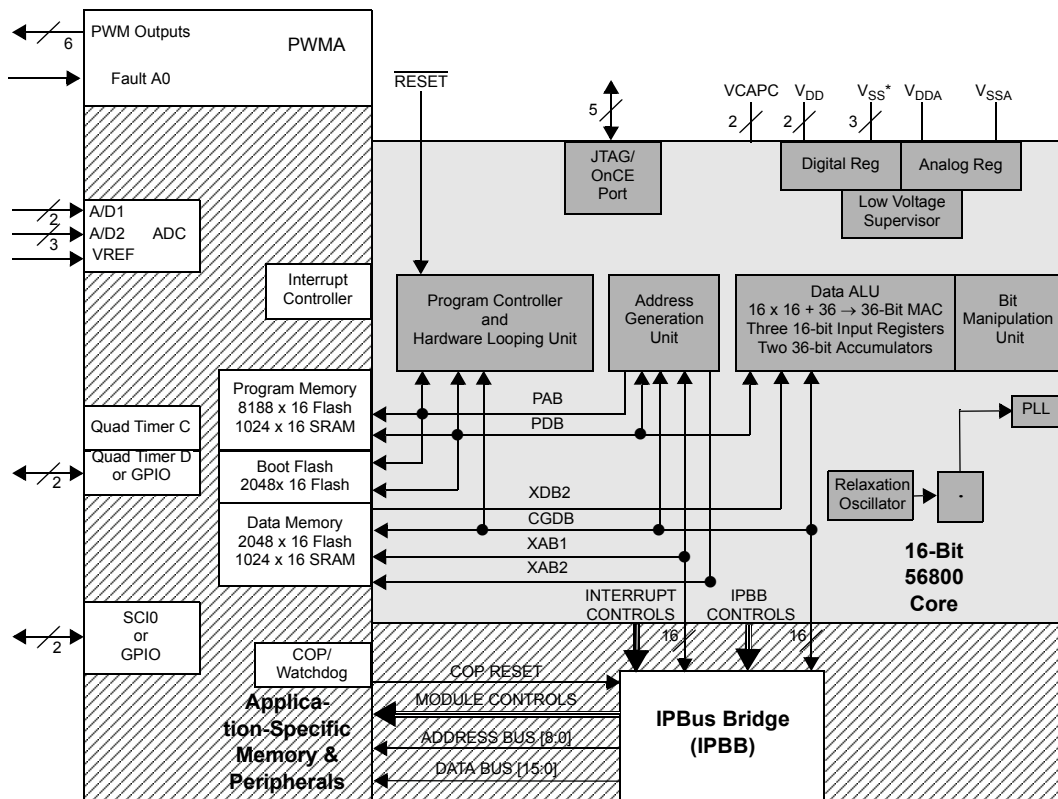 PWM Outputs
6
PWMA
Fault A0
RESET
5
JTAG/
OnCE
Port
VCAPC
2
VDD
2
VSS*
3
VDDA
VSSA
Digital Reg
Analog Reg
Low Voltage
Supervisor
A/D1
2
A/D2
ADC
3
VREF
Interrupt
Controller
Program Controller
and
Hardware Looping Unit
Address
Generation
Unit
Data ALU
16 x 16 + 36 → 36-Bit MAC
Three 16-bit Input Registers
Two 36-bit Accumulators
Bit
Manipulation
Unit
Program Memory
8188 x 16 Flash
1024 x 16 SRAM
PAB
PDB
PLL
Quad Timer C
Quad Timer D
or GPIO
2
Boot Flash
2048x 16 Flash
XDB2
CGDB
XAB1
XAB2
Relaxation
Oscillator
-
Data Memory
2048 x 16 Flash
1024 x 16 SRAM
16-Bit
56800
Core
INTERRUPT
CONTROLS
16
IPBB
CONTROLS
16
SCI0
or
GPIO
2
COP/
Watchdog
COP RESET
MODULE CONTROLS
ADDRESS BUS [8:0]
DATA BUS [15:0]
Applica-
tion-Specific
Memory &
Peripherals
IPBus Bridge
(IPBB)